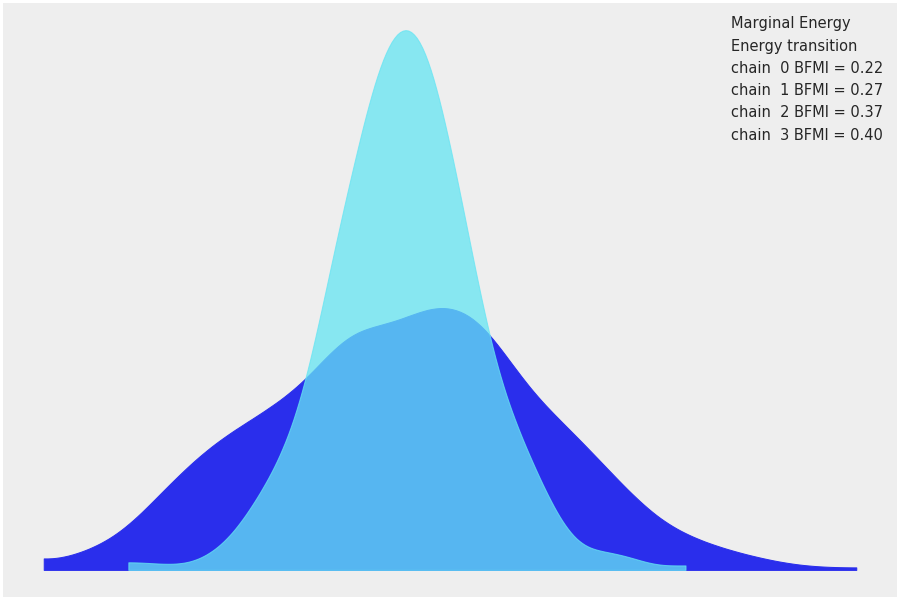 Marginal Energy
Energy transition
chain  0 BFMI = 0.22
chain  1 BFMI = 0.27
chain  2 BFMI = 0.37
chain  3 BFMI = 0.40